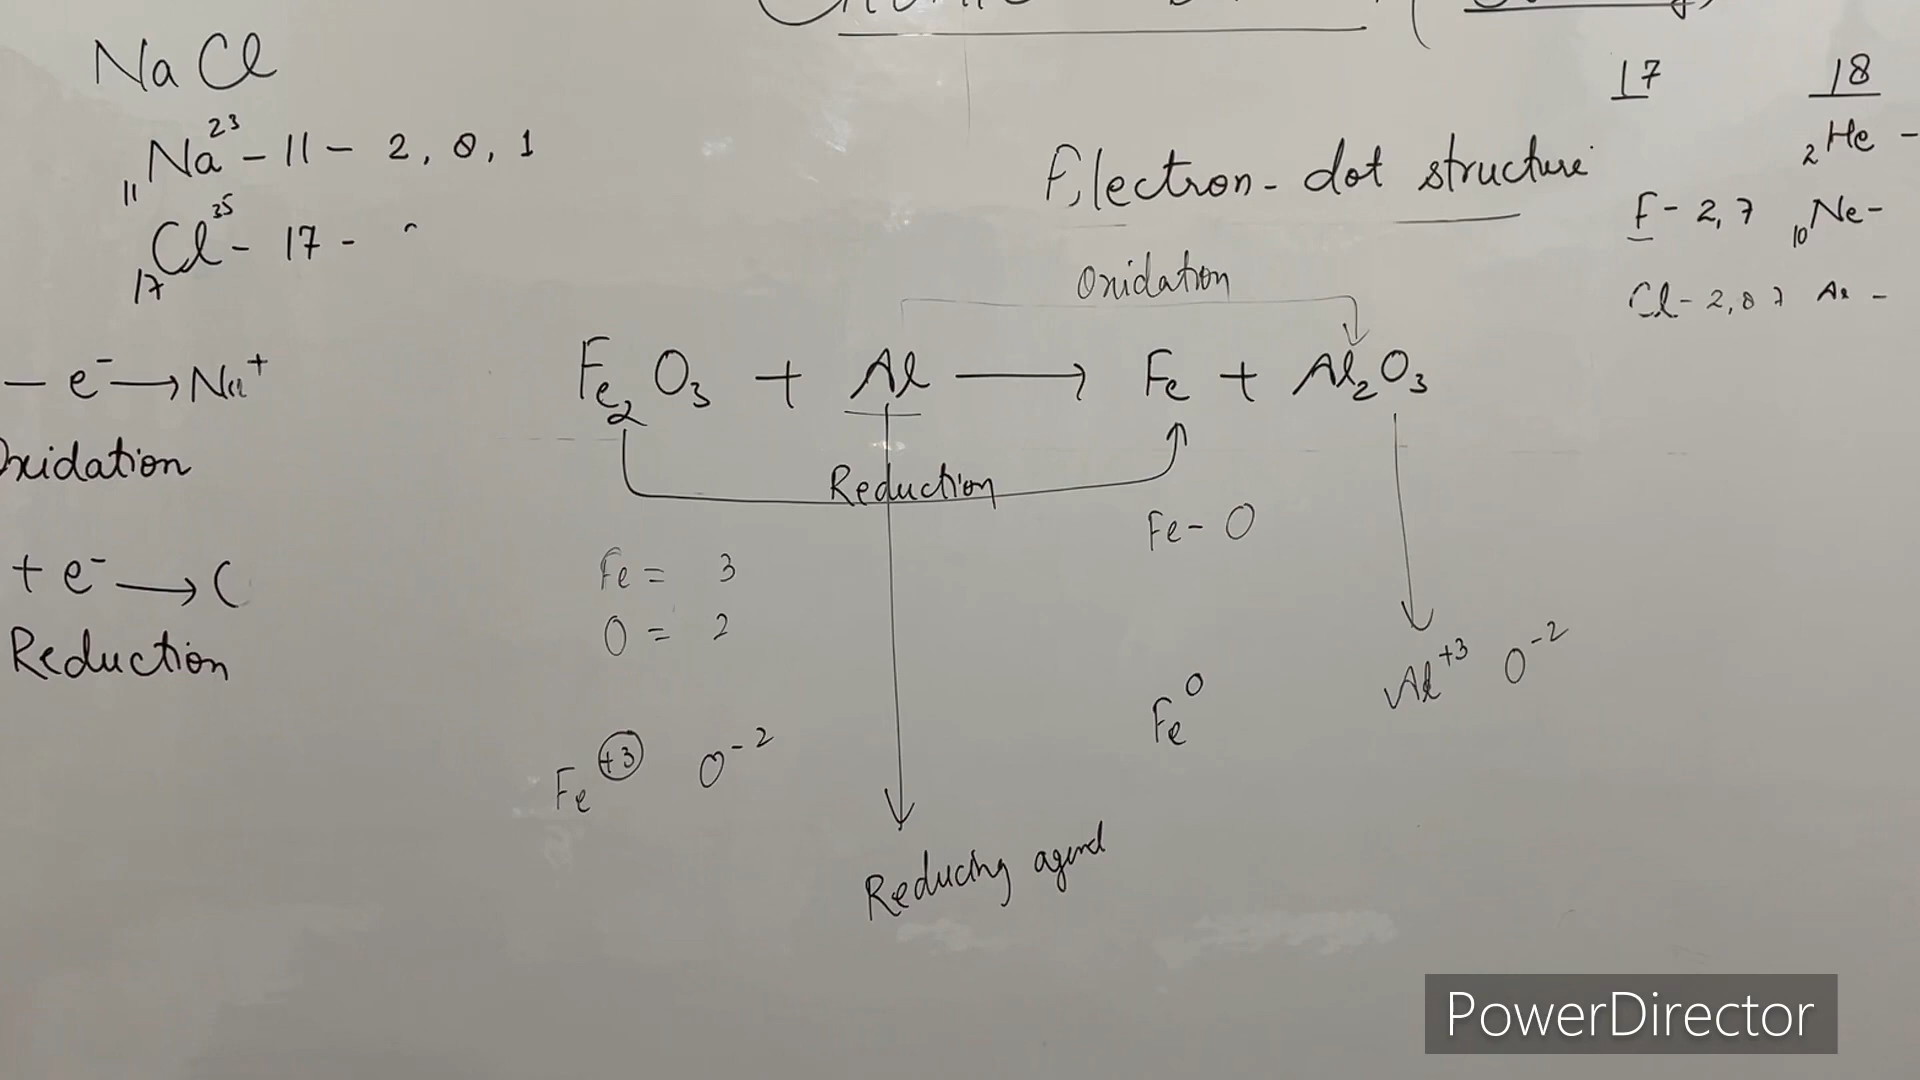 NaCl
₁₁Na²³ - 11 - 2, 8, 1
₁₇Cl³⁵ - 17 -
- e⁻ → Na⁺
Oxidation
+ e⁻ → C
Reduction
Electron-dot structure
Oxidation
Fe₂O₃ + Al → Fe + Al₂O₃
Reduction
Fe = 3
O = 2
Fe - 0
Fe⁺³ O⁻²
Fe⁰
Al⁺³ O⁻²
Reducing agent
17
18
₂He -
F - 2, 7
₁₀Ne -
Cl - 2, 8 7
Ar -
PowerDirector